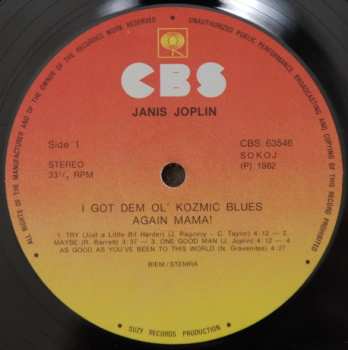 ALL RIGHTS OF THE MANUFACTURER AND OF THE OWNER OF THE RECORDED WORK RESERVED · UNAUTHORIZED PUBLIC PERFORMANCE BROADCASTING AND COPYING OF THIS RECORD PROHIBITED
CBS
JANIS JOPLIN
Side 1
CBS 63546
STEREO
SOKOJ
33⅓ RPM
(P) 1982
I GOT DEM OL' KOZMIC BLUES
AGAIN MAMA!
1. TRY (Just a Little Bit Harder) (J. Ragovoy - C. Taylor) 4:12 — 2.
MAYBE (R. Barrett) 3:37 — 3. ONE GOOD MAN (J. Joplin) 4:12 — 4.
AS GOOD AS YOU'VE BEEN TO THIS WORLD (N. Gravenites) 5:27
BIEM/STEMRA
SUZY RECORDS PRODUCTION